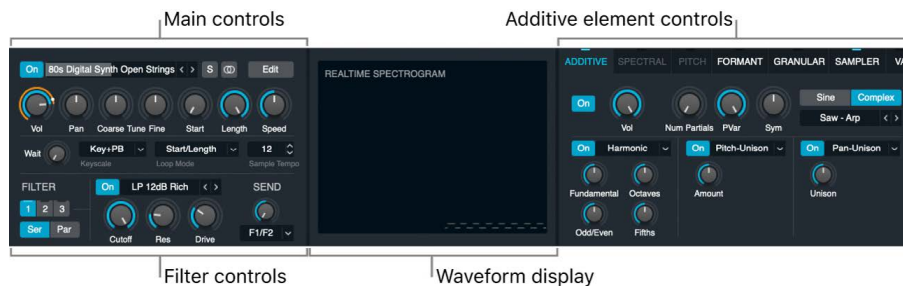 Main controls
Additive element controls
On 80s Digital Synth Open Strings < > S Edit
Vol Pan Coarse Tune Fine Start Length Speed
Wait Key+PB Start/Length 12
Keyscale Loop Mode Sample Tempo
FILTER On LP 12dB Rich < > SEND
1 2 3
Ser Par
Cutoff Res Drive F1/F2
REALTIME SPECTROGRAM
ADDITIVE SPECTRAL PITCH FORMANT GRANULAR SAMPLER VA
On Sine Complex
Vol Num Partials PVar Sym Saw - Arp < >
On Harmonic On Pitch-Unison On Pan-Unison
Fundamental Octaves Amount Unison
Odd/Even Fifths
Filter controls
Waveform display